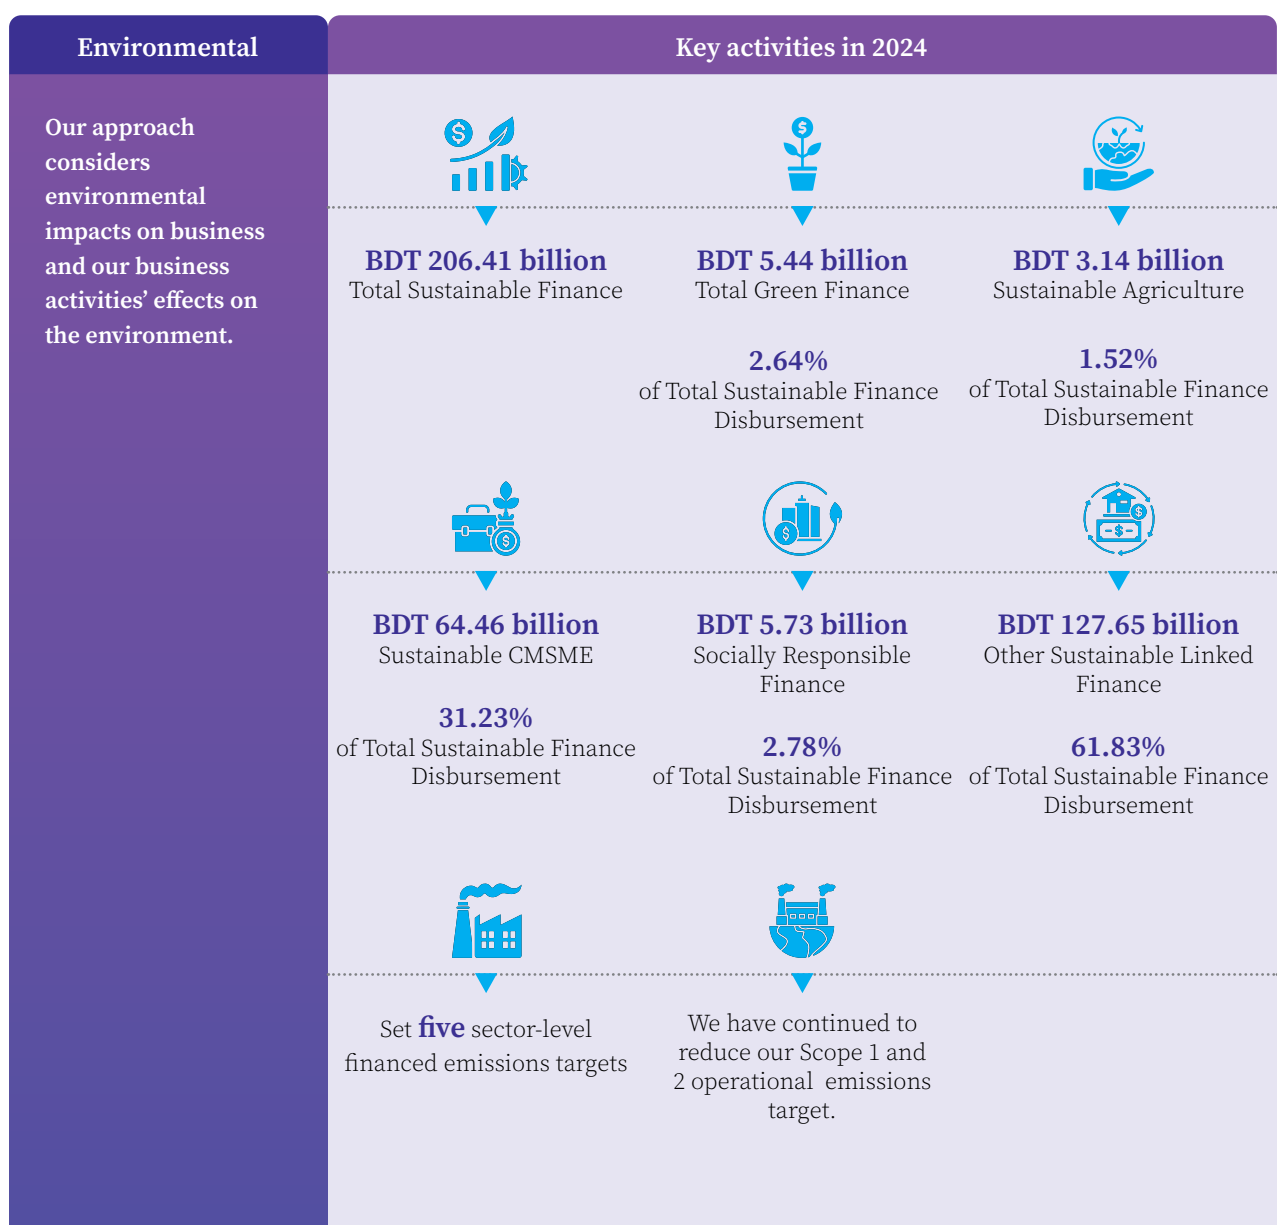 Environmental
Key activities in 2024
Our approach
considers
environmental
impacts on business
and our business
activities’ effects on
the environment.
BDT 206.41 billion
Total Sustainable Finance
BDT 5.44 billion
Total Green Finance
2.64%
of Total Sustainable Finance
Disbursement
BDT 3.14 billion
Sustainable Agriculture
1.52%
of Total Sustainable Finance
Disbursement
BDT 64.46 billion
Sustainable CMSME
31.23%
of Total Sustainable Finance
Disbursement
BDT 5.73 billion
Socially Responsible
Finance
2.78%
of Total Sustainable Finance
Disbursement
BDT 127.65 billion
Other Sustainable Linked
Finance
61.83%
of Total Sustainable Finance
Disbursement
Set five sector-level
financed emissions targets
We have continued to
reduce our Scope 1 and
2 operational  emissions
target.